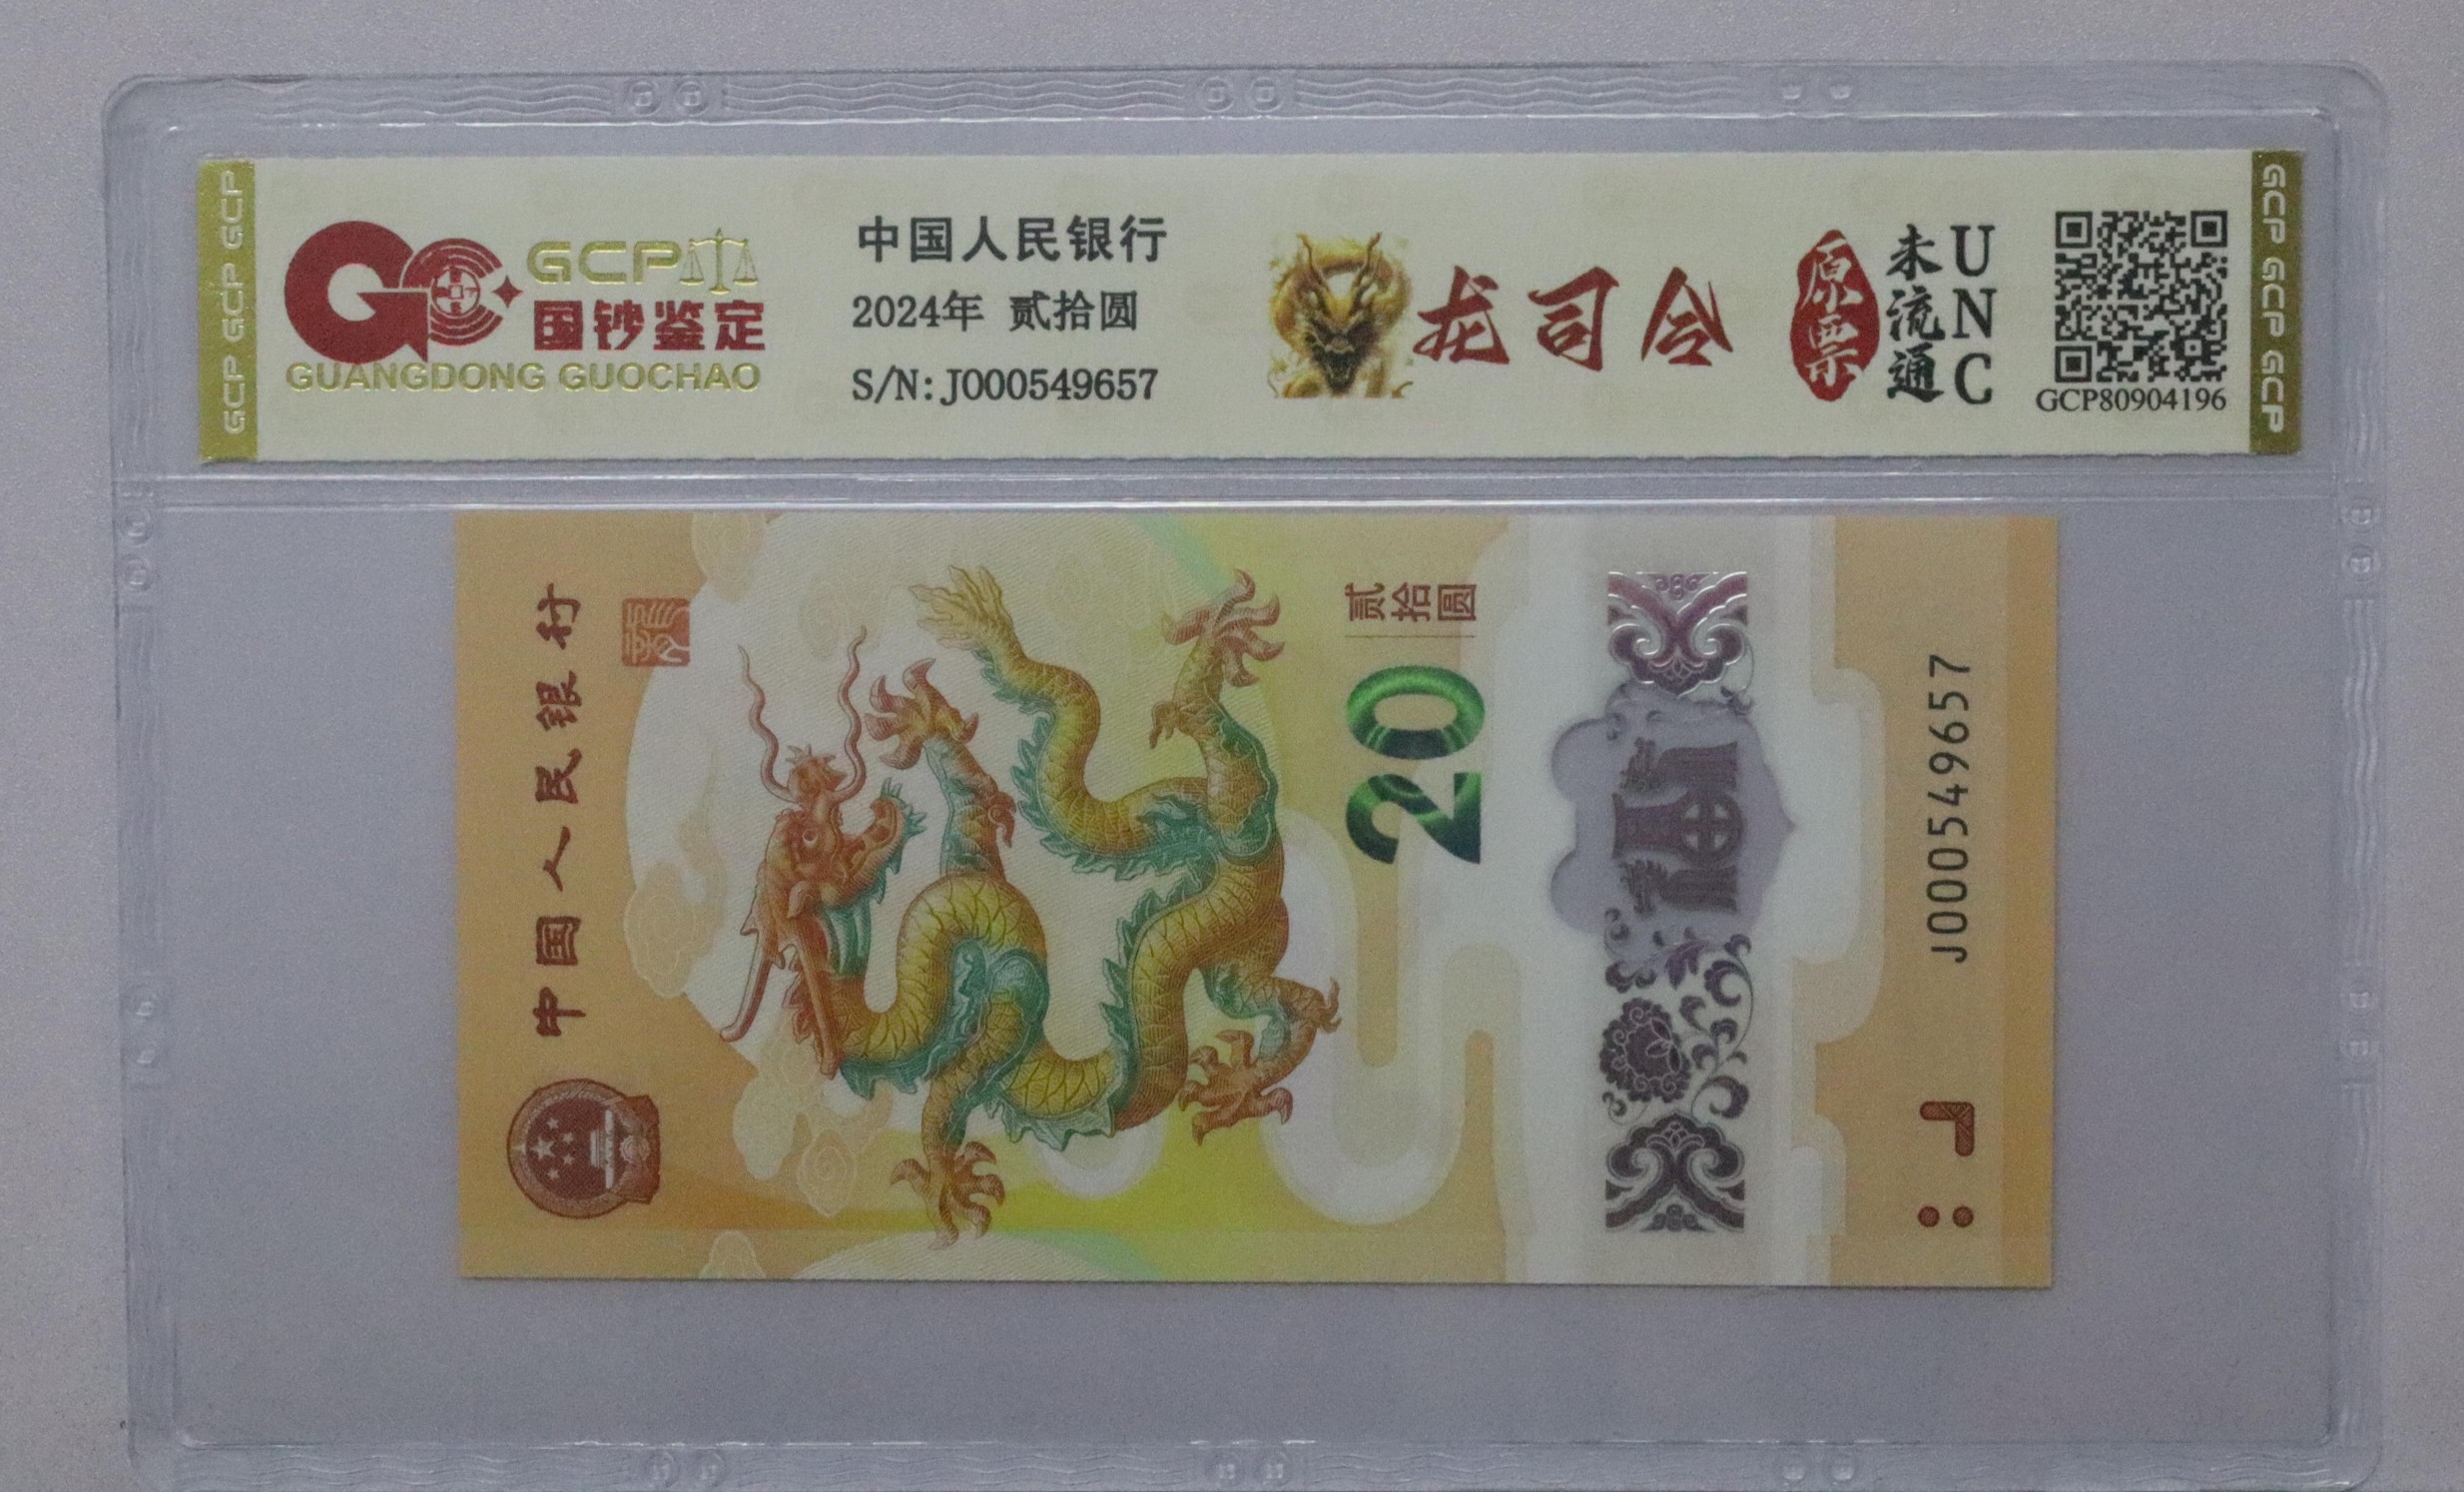 GCP GCP GCP
GCP
国钞鉴定
GUANGDONG GUOCHAO
中国人民银行
2024年 贰拾圆
S/N:J000549657
龙司令
原票
未流通
UNC
GCP80904196
GCP GCP GCP
中国人民银行
贰拾圆
20
J000549657